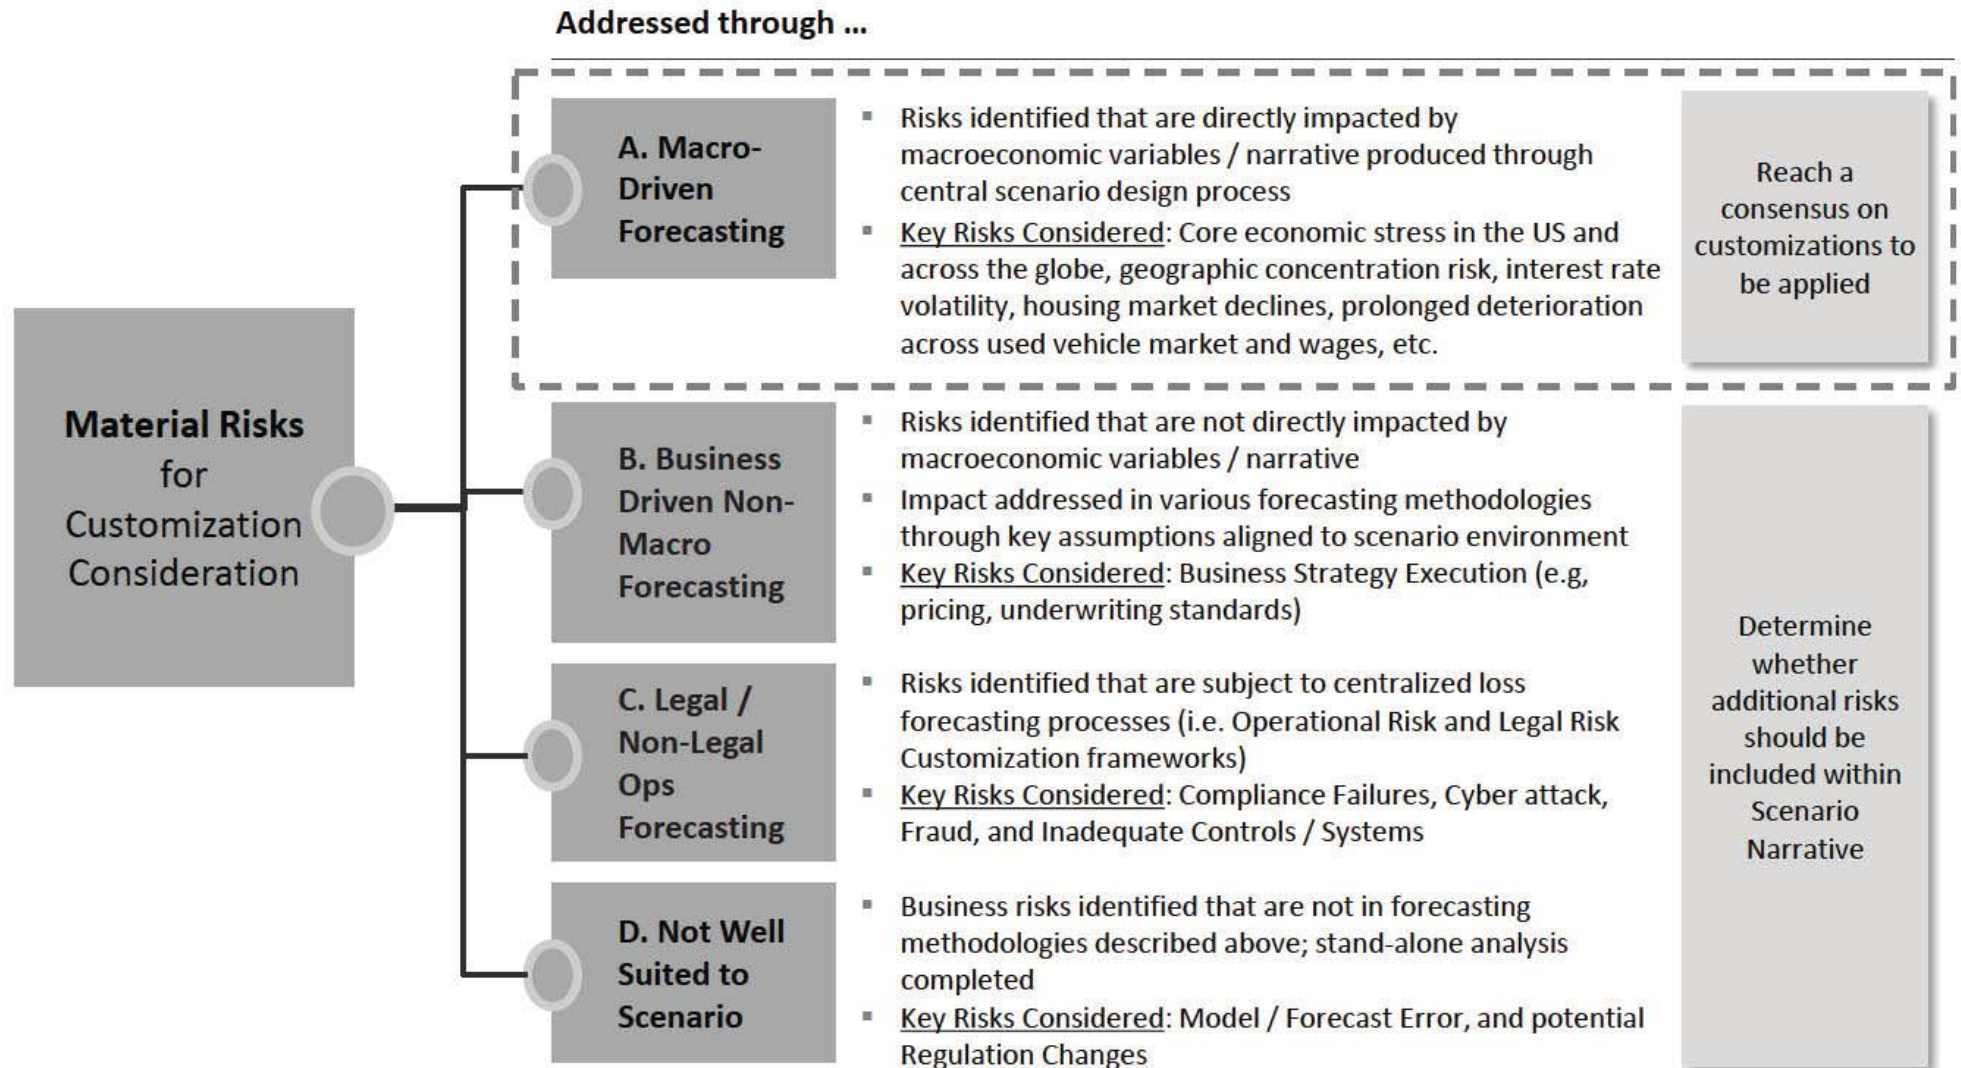 Addressed through ...
Material Risks
for
Customization
Consideration
A. Macro-
Driven
Forecasting
▪ Risks identified that are directly impacted by
macroeconomic variables / narrative produced through
central scenario design process
▪ Key Risks Considered: Core economic stress in the US and
across the globe, geographic concentration risk, interest rate
volatility, housing market declines, prolonged deterioration
across used vehicle market and wages, etc.
Reach a
consensus on
customizations to
be applied
B. Business
Driven Non-
Macro
Forecasting
▪ Risks identified that are not directly impacted by
macroeconomic variables / narrative
▪ Impact addressed in various forecasting methodologies
through key assumptions aligned to scenario environment
▪ Key Risks Considered: Business Strategy Execution (e.g,
pricing, underwriting standards)
C. Legal /
Non-Legal
Ops
Forecasting
▪ Risks identified that are subject to centralized loss
forecasting processes (i.e. Operational Risk and Legal Risk
Customization frameworks)
▪ Key Risks Considered: Compliance Failures, Cyber attack,
Fraud, and Inadequate Controls / Systems
D. Not Well
Suited to
Scenario
▪ Business risks identified that are not in forecasting
methodologies described above; stand-alone analysis
completed
▪ Key Risks Considered: Model / Forecast Error, and potential
Regulation Changes
Determine
whether
additional risks
should be
included within
Scenario
Narrative